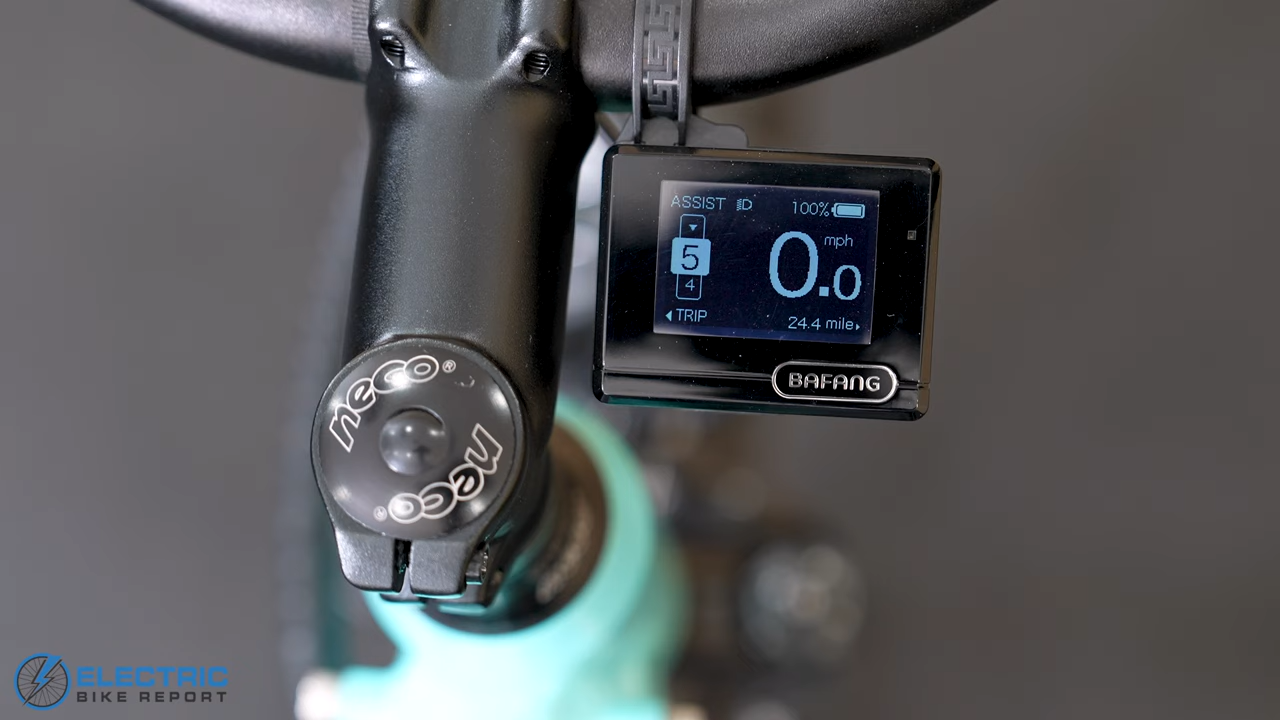 ASSIST 100%
5 0.0 mph
4
TRIP 24.4 mile
BAFANG
neco®
neco®
ELECTRIC
BIKE REPORT